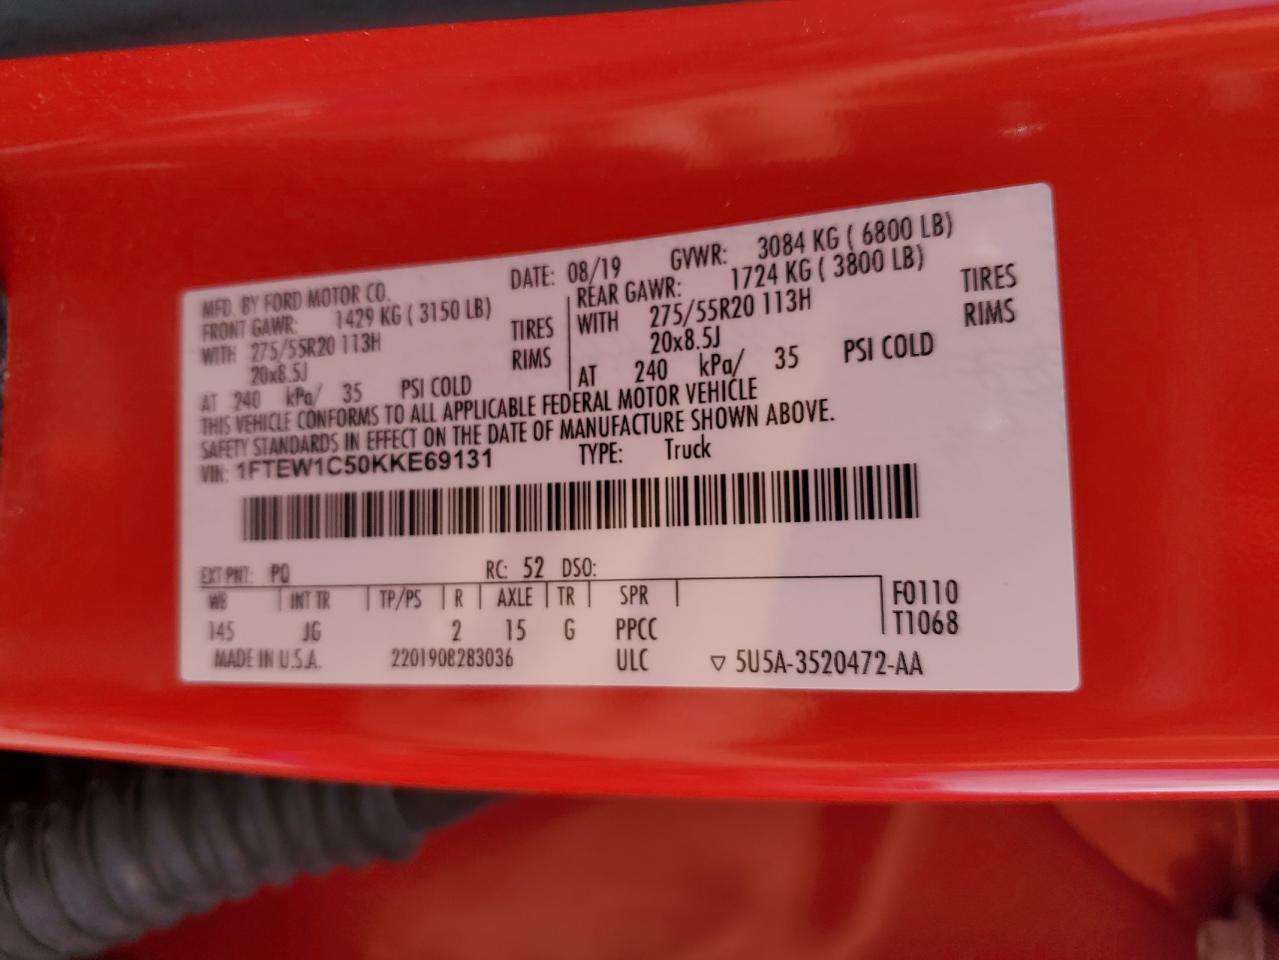 MFD. BY FORD MOTOR CO. DATE: 08/19 GVWR: 3084 KG ( 6800 LB)
FRONT GAWR: 1429 KG ( 3150 LB) REAR GAWR: 1724 KG ( 3800 LB)
WITH 275/55R20 113H TIRES WITH 275/55R20 113H TIRES
20x8.5J RIMS 20x8.5J RIMS
AT 240 kPa/ 35 PSI COLD AT 240 kPa/ 35 PSI COLD
THIS VEHICLE CONFORMS TO ALL APPLICABLE FEDERAL MOTOR VEHICLE
SAFETY STANDARDS IN EFFECT ON THE DATE OF MANUFACTURE SHOWN ABOVE.
VIN: 1FTEW1C50KKE69131 TYPE: Truck
EXT PNT: PQ RC: 52 DSO:
WB INT TR TP/PS R AXLE TR SPR F0110
145 JG 2 15 G PPCC T1068
MADE IN U.S.A. 2201908283036 ULC ▽ 5U5A-3520472-AA